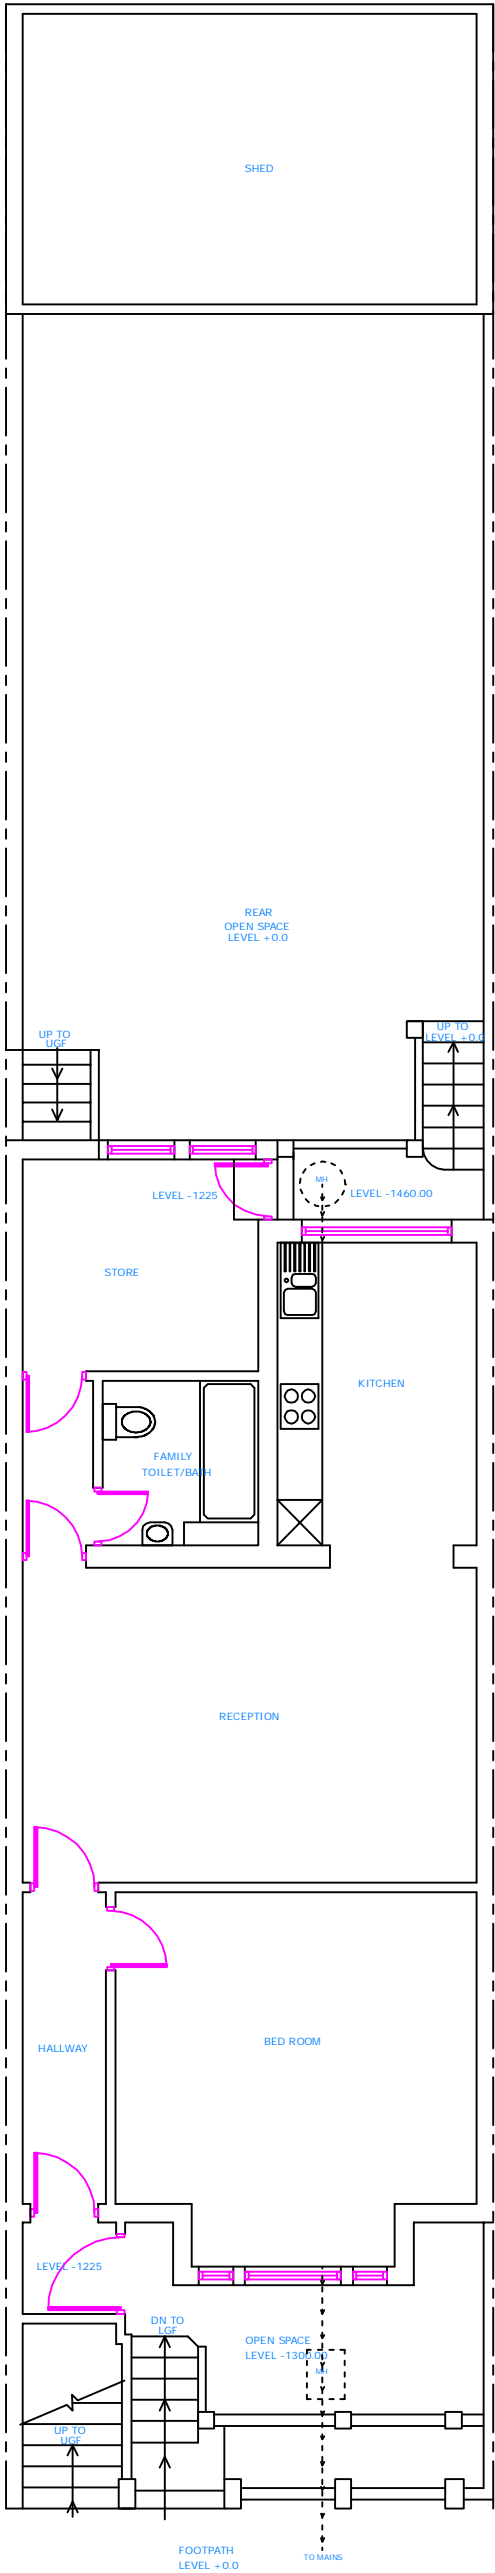 SHED
REAR
OPEN SPACE
LEVEL +0.0
UP TO
UGF
UP TO
LEVEL +0.0
MH
LEVEL -1225
LEVEL -1460.00
STORE
KITCHEN
FAMILY
TOILET/BATH
RECEPTION
BED ROOM
HALLWAY
LEVEL -1225
DN TO
LGF
OPEN SPACE
LEVEL -1300.00
MH
UP TO
UGF
FOOTPATH
LEVEL +0.0
TO MAINS